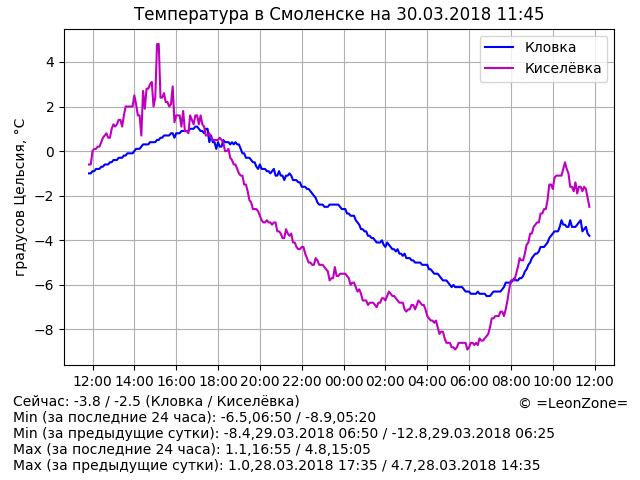 Температура в Смоленске на 30.03.2018 11:45
Кловка
Киселёвка
градусов Цельсия, °C
4
2
0
−2
−4
−6
−8
12:00 14:00 16:00 18:00 20:00 22:00 00:00 02:00 04:00 06:00 08:00 10:00 12:00
Сейчас: -3.8 / -2.5 (Кловка / Киселёвка)
© =LeonZone=
Min (за последние 24 часа): -6.5,06:50 / -8.9,05:20
Min (за предыдущие сутки): -8.4,29.03.2018 06:50 / -12.8,29.03.2018 06:25
Max (за последние 24 часа): 1.1,16:55 / 4.8,15:05
Max (за предыдущие сутки): 1.0,28.03.2018 17:35 / 4.7,28.03.2018 14:35